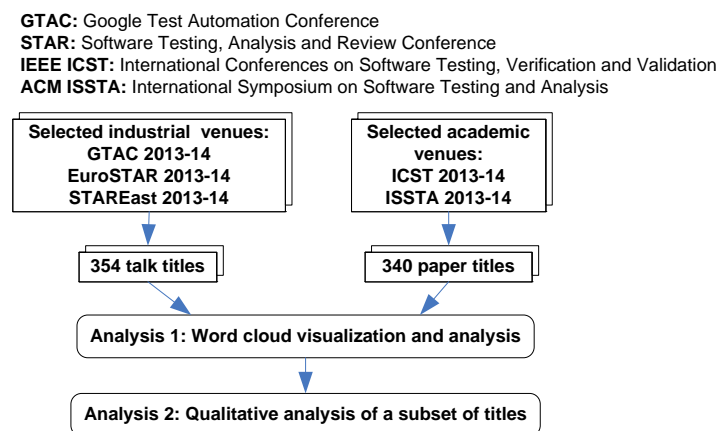 GTAC: Google Test Automation Conference
STAR: Software Testing, Analysis and Review Conference
IEEE ICST: International Conferences on Software Testing, Verification and Validation
ACM ISSTA: International Symposium on Software Testing and Analysis
Selected industrial venues:
GTAC 2013-14
EuroSTAR 2013-14
STAREast 2013-14
Selected academic
venues:
ICST 2013-14
ISSTA 2013-14
354 talk titles
340 paper titles
Analysis 1: Word cloud visualization and analysis
Analysis 2: Qualitative analysis of a subset of titles